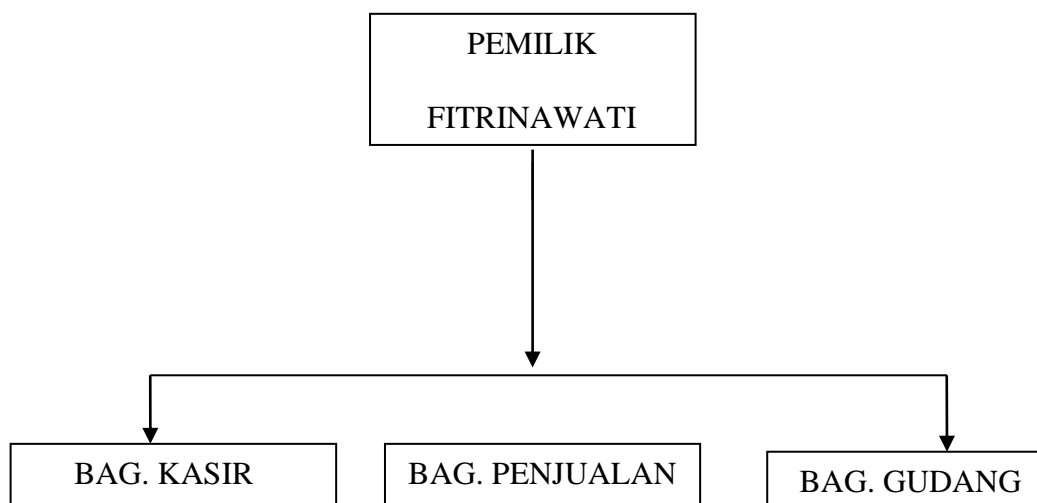 PEMILIK
FITRINAWATI
BAG. KASIR
BAG. PENJUALAN
BAG. GUDANG